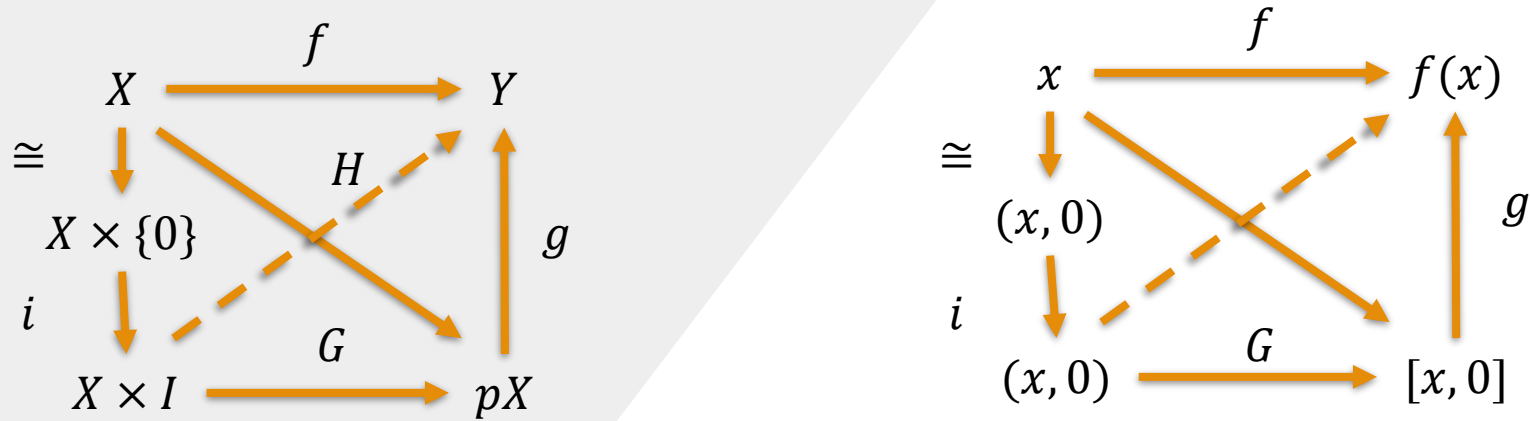 f
X Y
≅
H
X × {0}
g
i
G
X × I pX
f
x f(x)
≅
(x, 0)
g
i
G
(x, 0) [x, 0]